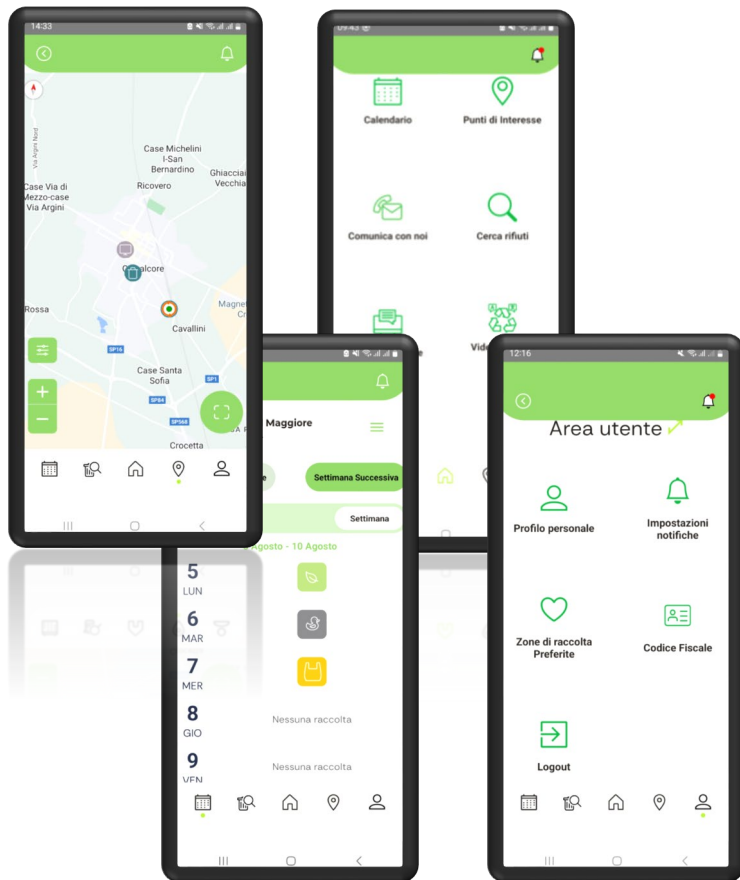 14:33
Via Argini Nord
Case Michelini
I-San
Bernardino
Ghiacciai
Vecchia
Case Via di
Mezzo-case
Via Argini
Ricovero
Rossa
Cavallini
SP16
Case Santa
Sofia
SP1
SP84
SP568
Crocetta
09:43
Calendario
Punti di Interesse
Comunica con noi
Cerca rifiuti
Maggiore
Settimana Successiva
Settimana
Agosto - 10 Agosto
5
LUN
6
MAR
7
MER
8
GIO
Nessuna raccolta
9
VEN
Nessuna raccolta
12:16
Area utente
Profilo personale
Impostazioni
notifiche
Zone di raccolta
Preferite
Codice Fiscale
Logout